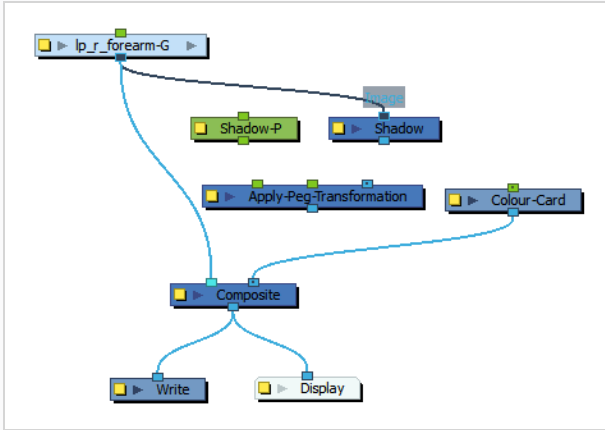 lp_r_forearm-G
Image
Shadow-P
Shadow
Apply-Peg-Transformation
Colour-Card
Composite
Write
Display